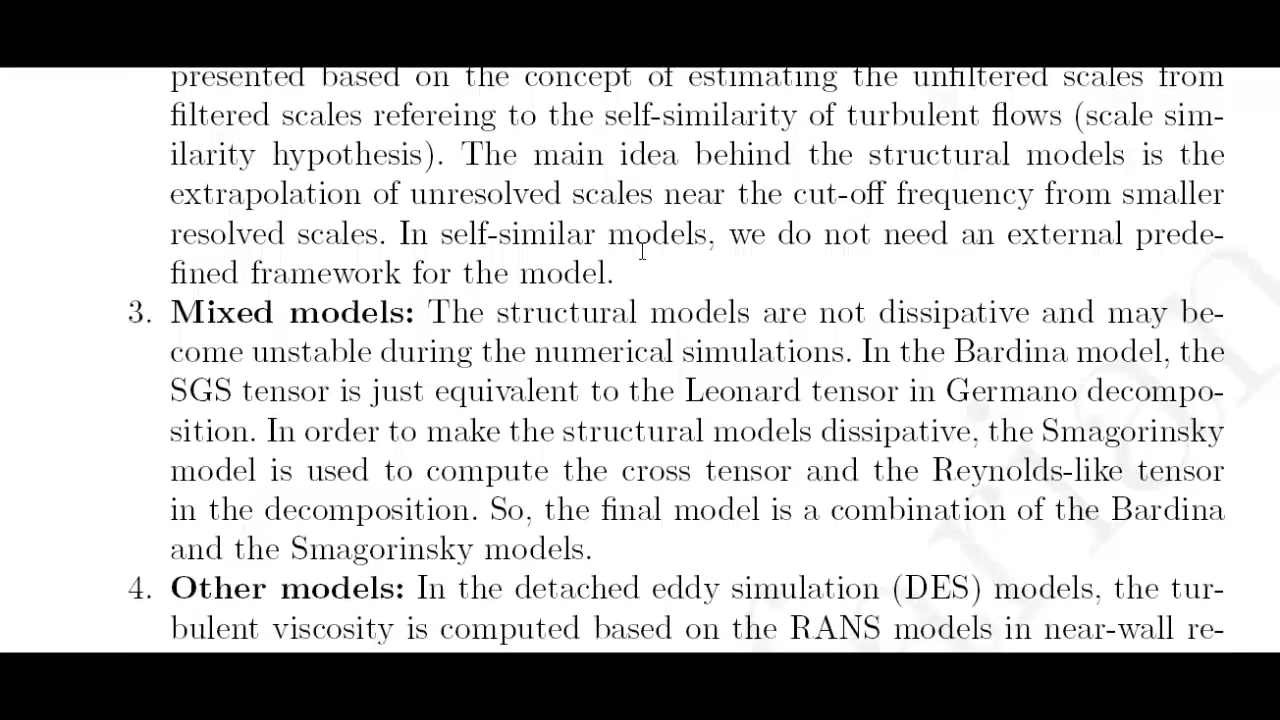 presented based on the concept of estimating the unfiltered scales from
filtered scales refereing to the self-similarity of turbulent flows (scale sim-
ilarity hypothesis). The main idea behind the structural models is the
extrapolation of unresolved scales near the cut-off frequency from smaller
resolved scales. In self-similar models, we do not need an external prede-
fined framework for the model.
3. Mixed models: The structural models are not dissipative and may be-
come unstable during the numerical simulations. In the Bardina model, the
SGS tensor is just equivalent to the Leonard tensor in Germano decompo-
sition. In order to make the structural models dissipative, the Smagorinsky
model is used to compute the cross tensor and the Reynolds-like tensor
in the decomposition. So, the final model is a combination of the Bardina
and the Smagorinsky models.
4. Other models: In the detached eddy simulation (DES) models, the tur-
bulent viscosity is computed based on the RANS models in near-wall re-